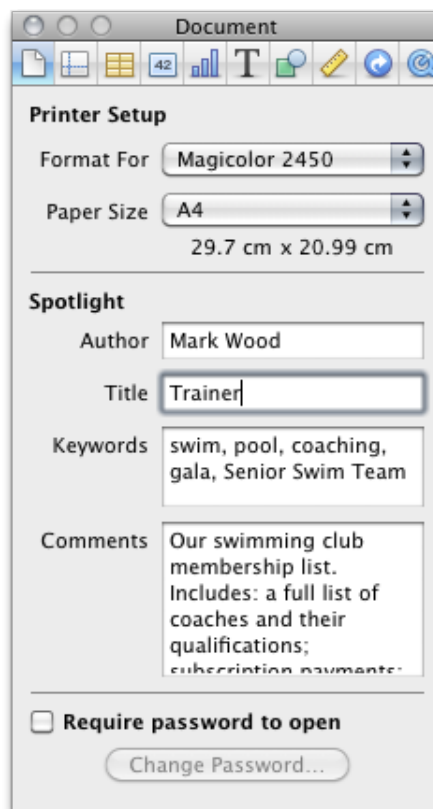 Document
42
T
Printer Setup
Format For Magicolor 2450
Paper Size A4
29.7 cm x 20.99 cm
Spotlight
Author Mark Wood
Title Trainer
Keywords swim, pool, coaching,
gala, Senior Swim Team
Comments Our swimming club
membership list.
Includes: a full list of
coaches and their
qualifications;
subscription payments;
Require password to open
Change Password...